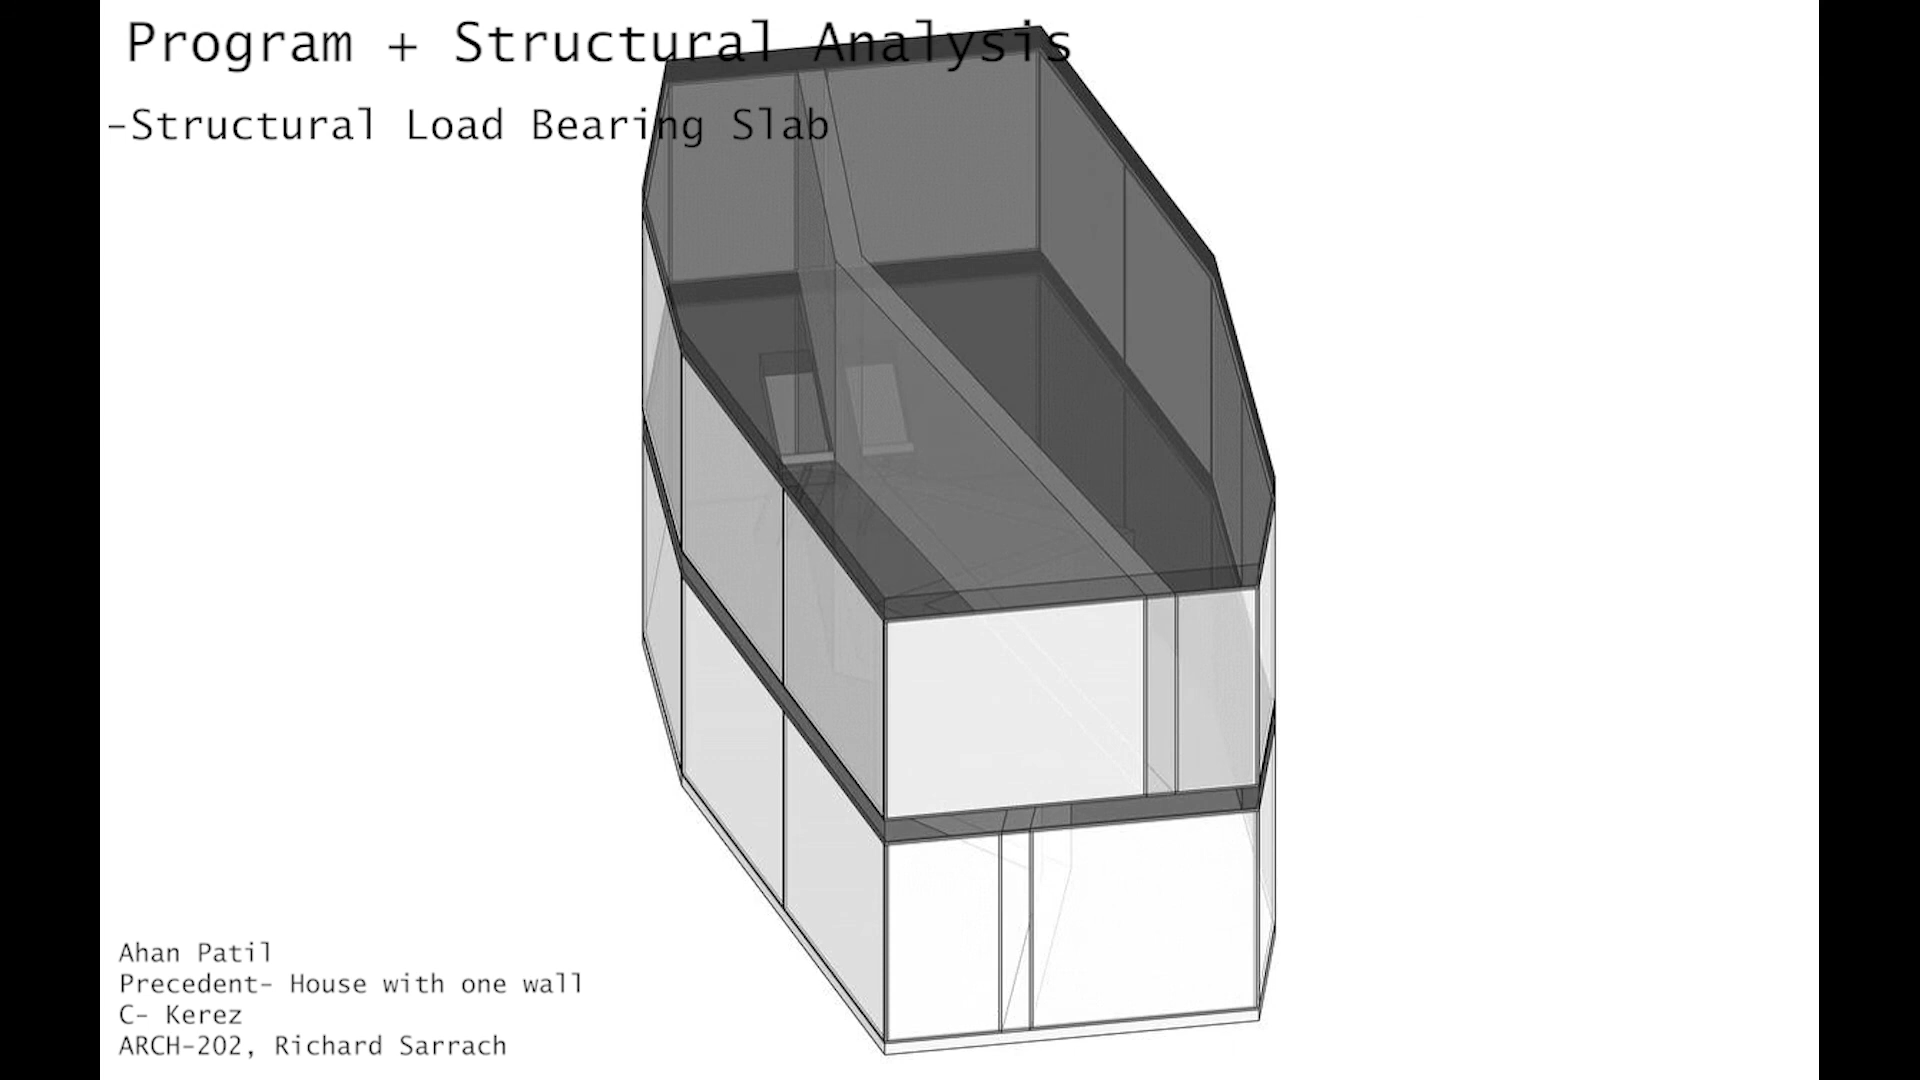 Program + Structural Analysis
-Structural Load Bearing Slab
Ahan Patil
Precedent- House with one wall
C- Kerez
ARCH-202, Richard Sarrach